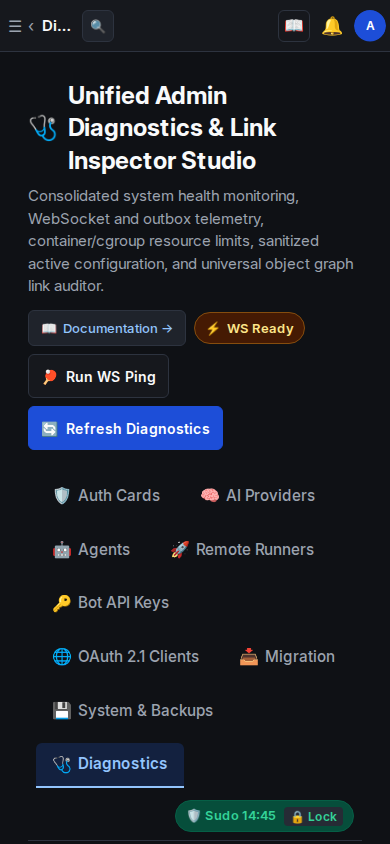 Di...
A
Unified Admin
Diagnostics & Link
Inspector Studio
Consolidated system health monitoring,
WebSocket and outbox telemetry,
container/cgroup resource limits, sanitized
active configuration, and universal object graph
link auditor.
Documentation → WS Ready
Run WS Ping
Refresh Diagnostics
Auth Cards AI Providers
Agents Remote Runners
Bot API Keys
OAuth 2.1 Clients Migration
System & Backups
Diagnostics
Sudo 14:45 Lock